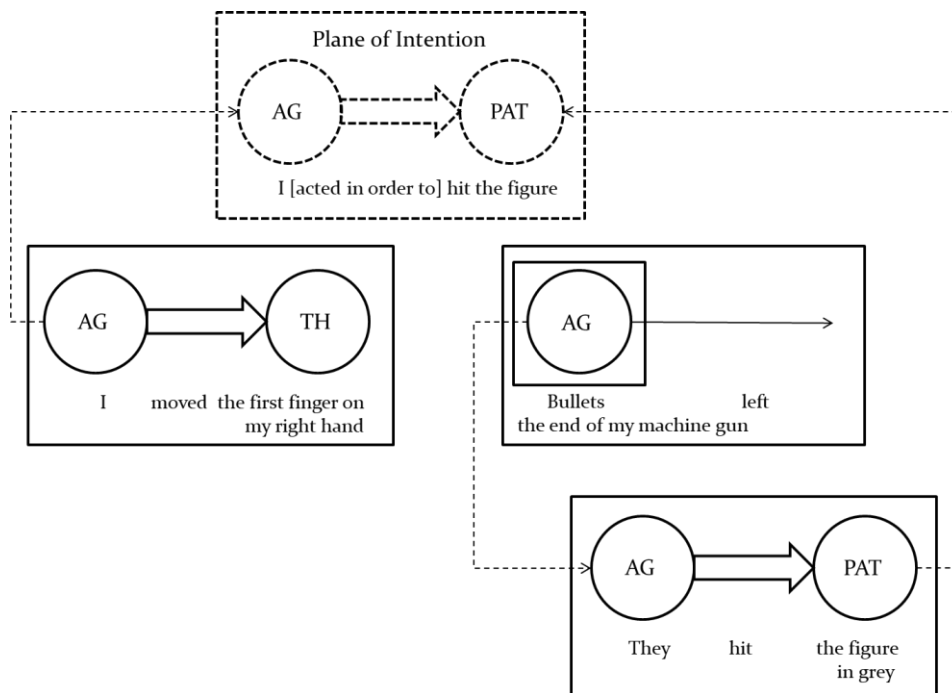 Plane of Intention
AG PAT
I [acted in order to] hit the figure
AG TH
I moved the first finger on
my right hand
AG
Bullets left
the end of my machine gun
AG PAT
They hit the figure
in grey